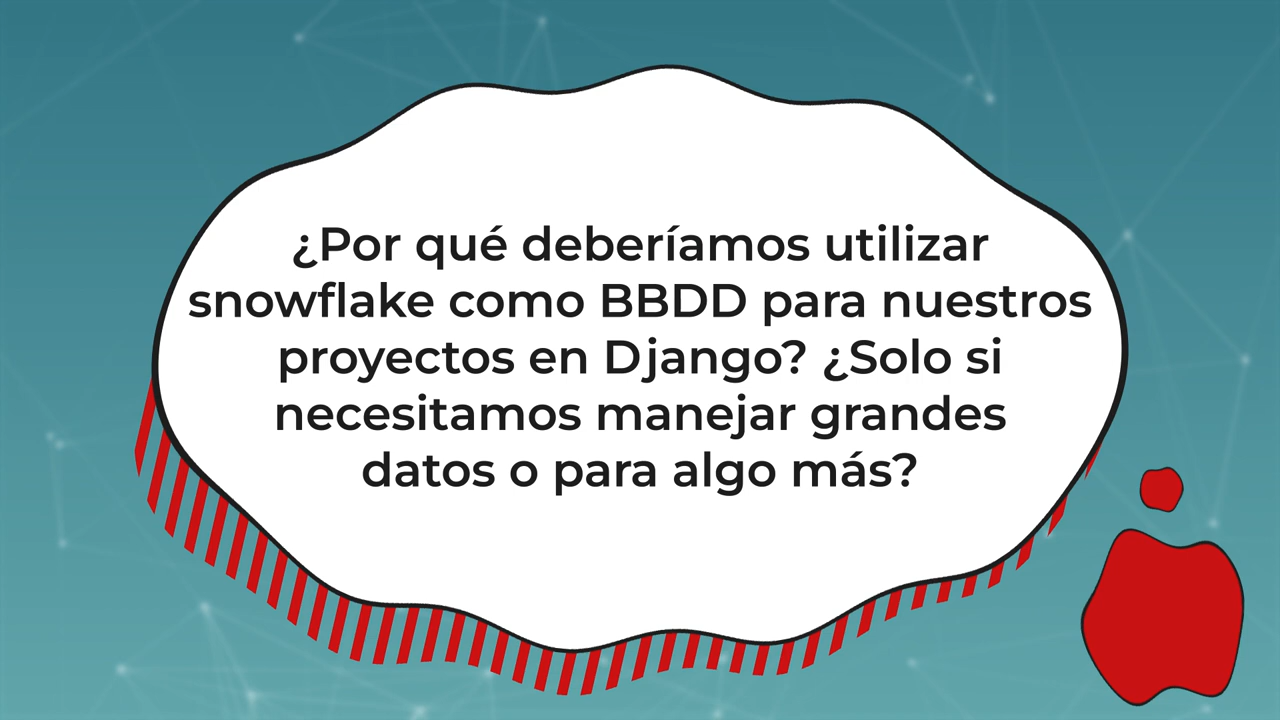 ¿Por qué deberíamos utilizar
snowflake como BBDD para nuestros
proyectos en Django? ¿Solo si
necesitamos manejar grandes
datos o para algo más?